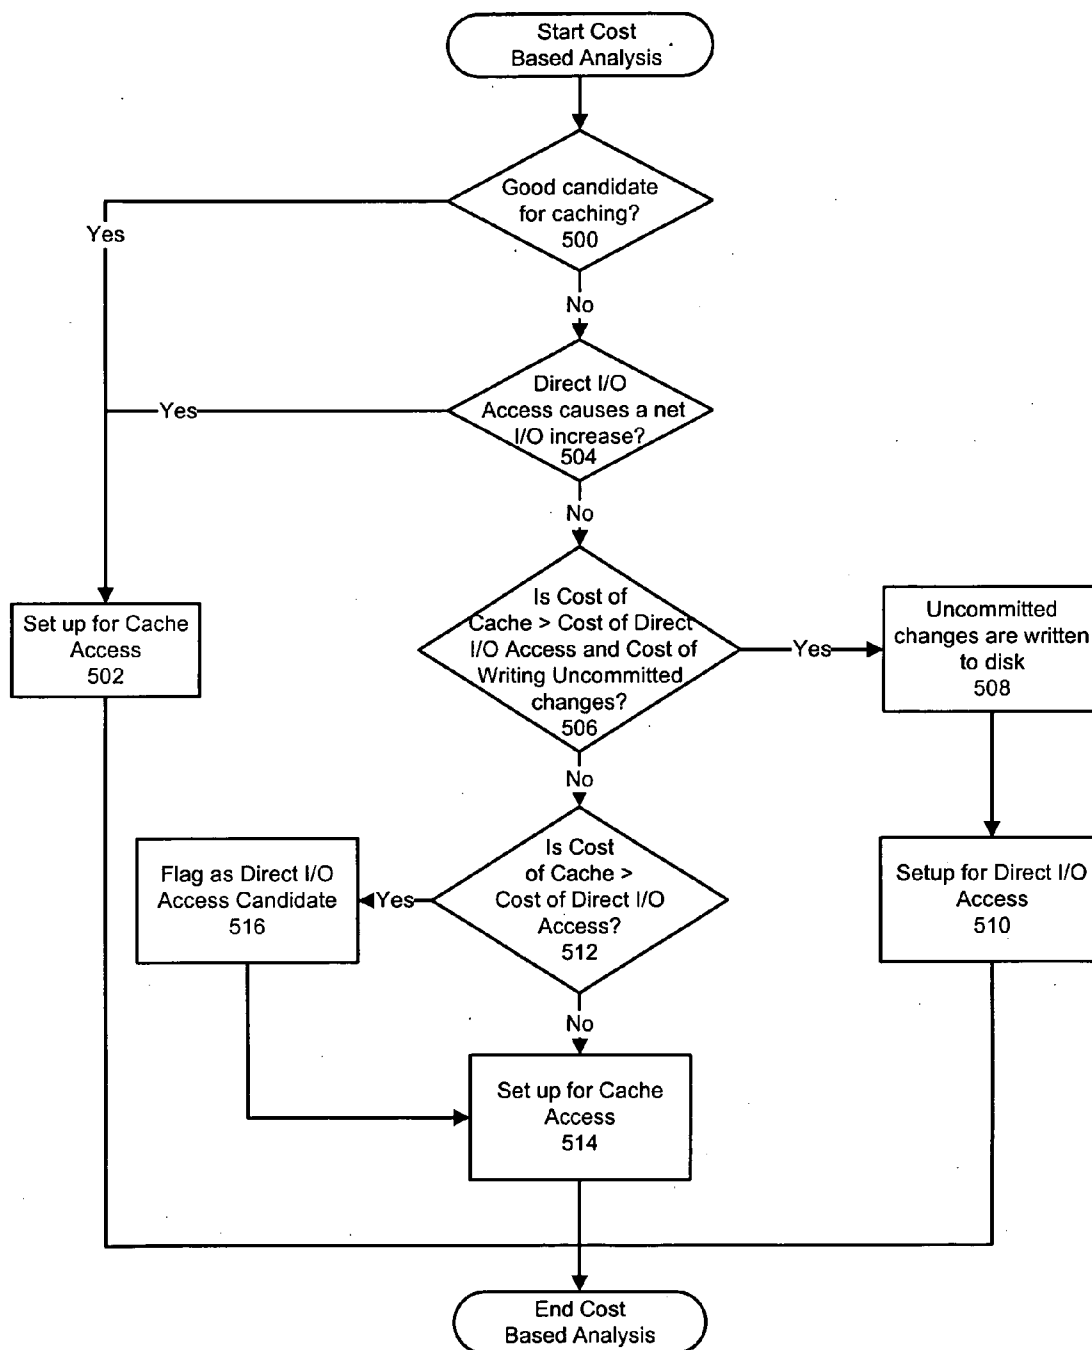 Start Cost
Based Analysis
Good candidate
for caching?
500
Yes
No
Direct I/O
Access causes a net
I/O increase?
504
Yes
No
Is Cost of
Cache > Cost of Direct
I/O Access and Cost of
Writing Uncommitted
changes?
506
Yes
Uncommitted
changes are written
to disk
508
Set up for Cache
Access
502
No
Is Cost
of Cache >
Cost of Direct I/O
Access?
512
Yes
Flag as Direct I/O
Access Candidate
516
Setup for Direct I/O
Access
510
No
Set up for Cache
Access
514
End Cost
Based Analysis